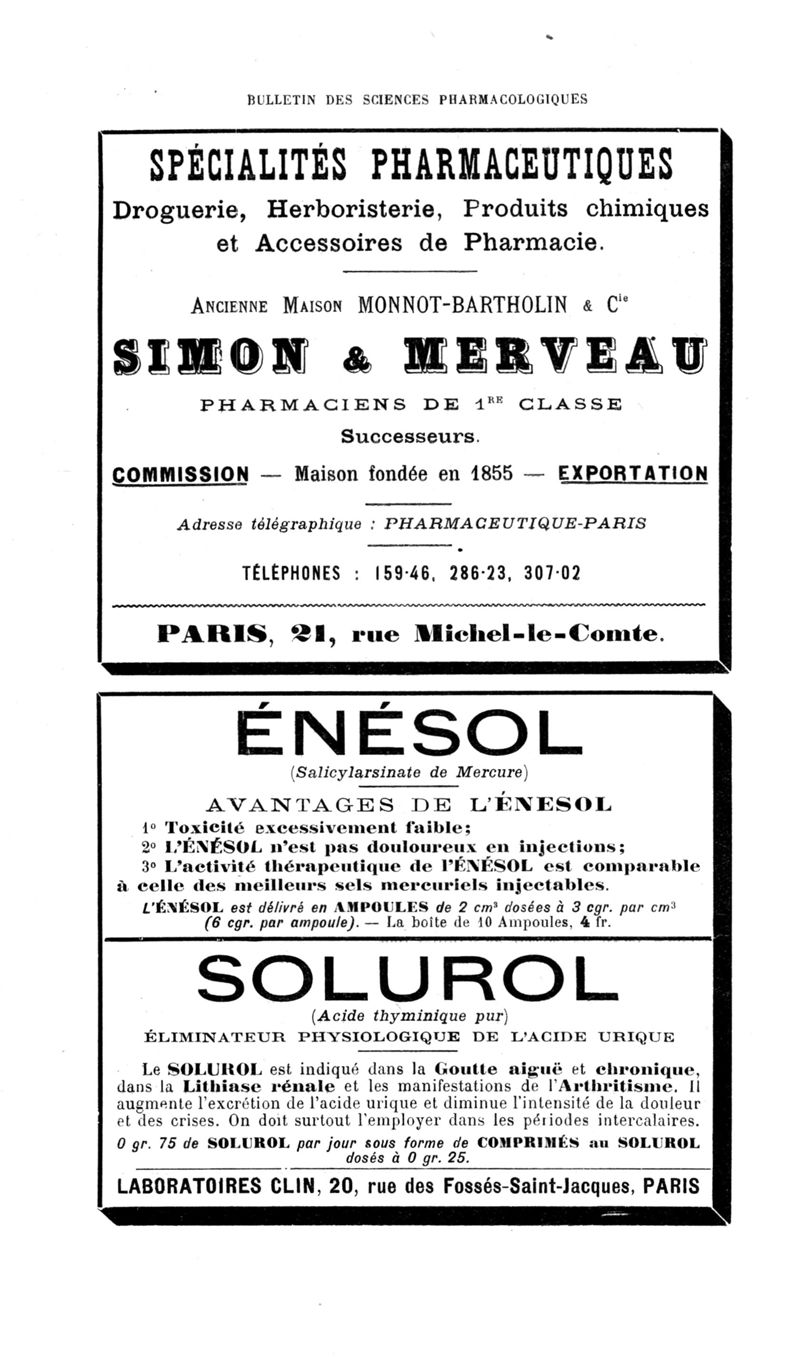 BULLETIN DES SCIENCES PHARMACOLOGIQUES
SPÉCIALITÉS PHARMACEUTIQUES
Droguerie, Herboristerie, Produits chimiques
et Accessoires de Pharmacie.
ANCIENNE MAISON MONNOT-BARTHOLIN & Cie
SIMON & MERVEAU
PHARMACIENS DE 1RE CLASSE
Successeurs.
COMMISSION — Maison fondée en 1855 — EXPORTATION
Adresse télégraphique : PHARMACEUTIQUE-PARIS
TÉLÉPHONES : 159-46, 286-23, 307-02
PARIS, 21, rue Michel-le-Comte.
ÉNÉSOL
(Salicylarsinate de Mercure)
AVANTAGES DE L'ÉNESOL
1º Toxicité excessivement faible;
2º L'ÉNÉSOL n'est pas douloureux en injections;
3º L'activité thérapeutique de l'ÉNÉSOL est comparable
à celle des meilleurs sels mercuriels injectables.
L'ÉNÉSOL est délivré en AMPOULES de 2 cm³ dosées à 3 cgr. par cm³
(6 cgr. par ampoule). — La boîte de 10 Ampoules, 4 fr.
SOLUROL
(Acide thyminique pur)
ÉLIMINATEUR PHYSIOLOGIQUE DE L'ACIDE URIQUE
Le SOLUROL est indiqué dans la Goutte aiguë et chronique,
dans la Lithiase rénale et les manifestations de l'Arthritisme. Il
augmente l'excrétion de l'acide urique et diminue l'intensité de la douleur
et des crises. On doit surtout l'employer dans les périodes intercalaires.
0 gr. 75 de SOLUROL par jour sous forme de COMPRIMÉS au SOLUROL
dosés à 0 gr. 25.
LABORATOIRES CLIN, 20, rue des Fossés-Saint-Jacques, PARIS